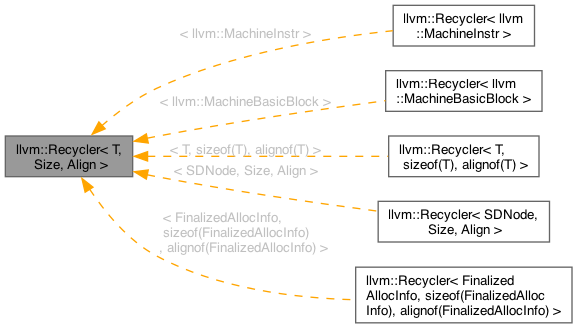 llvm::Recycler< llvm
::MachineInstr >
< llvm::MachineInstr >
llvm::Recycler< llvm
::MachineBasicBlock >
< llvm::MachineBasicBlock >
llvm::Recycler< T,
Size, Align >
< T, sizeof(T), alignof(T) >
llvm::Recycler< T,
sizeof(T), alignof(T) >
< SDNode, Size, Align >
llvm::Recycler< SDNode,
Size, Align >
< FinalizedAllocInfo,
sizeof(FinalizedAllocInfo)
, alignof(FinalizedAllocInfo) >
llvm::Recycler< Finalized
AllocInfo, sizeof(FinalizedAlloc
Info), alignof(FinalizedAllocInfo) >